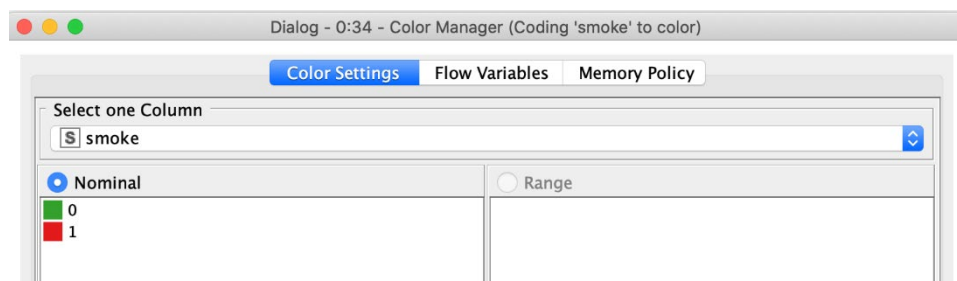 Dialog - 0:34 - Color Manager (Coding 'smoke' to color)
Color Settings Flow Variables Memory Policy
Select one Column
S smoke
Nominal Range
0
1